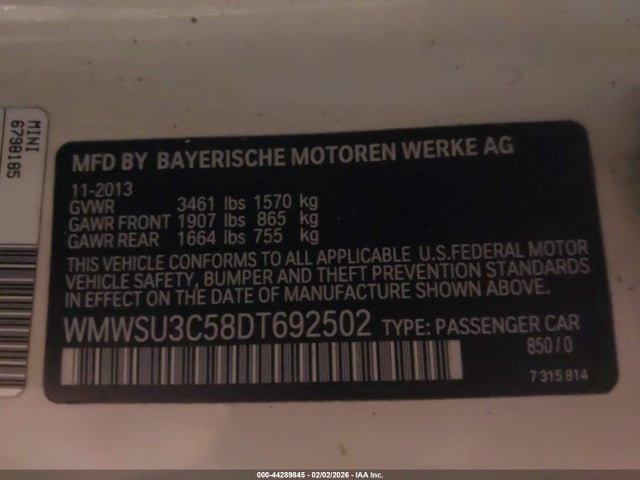 MINI
6798185
MFD BY BAYERISCHE MOTOREN WERKE AG
11-2013
GVWR 3461 lbs 1570 kg
GAWR FRONT 1907 lbs 865 kg
GAWR REAR 1664 lbs 755 kg
THIS VEHICLE CONFORMS TO ALL APPLICABLE U.S.FEDERAL MOTOR
VEHICLE SAFETY, BUMPER AND THEFT PREVENTION STANDARDS
IN EFFECT ON THE DATE OF MANUFACTURE SHOWN ABOVE.
WMWSU3C58DT692502 TYPE: PASSENGER CAR
850/0
7 315 814
000-44289845 - 02/02/2026 - IAA Inc.